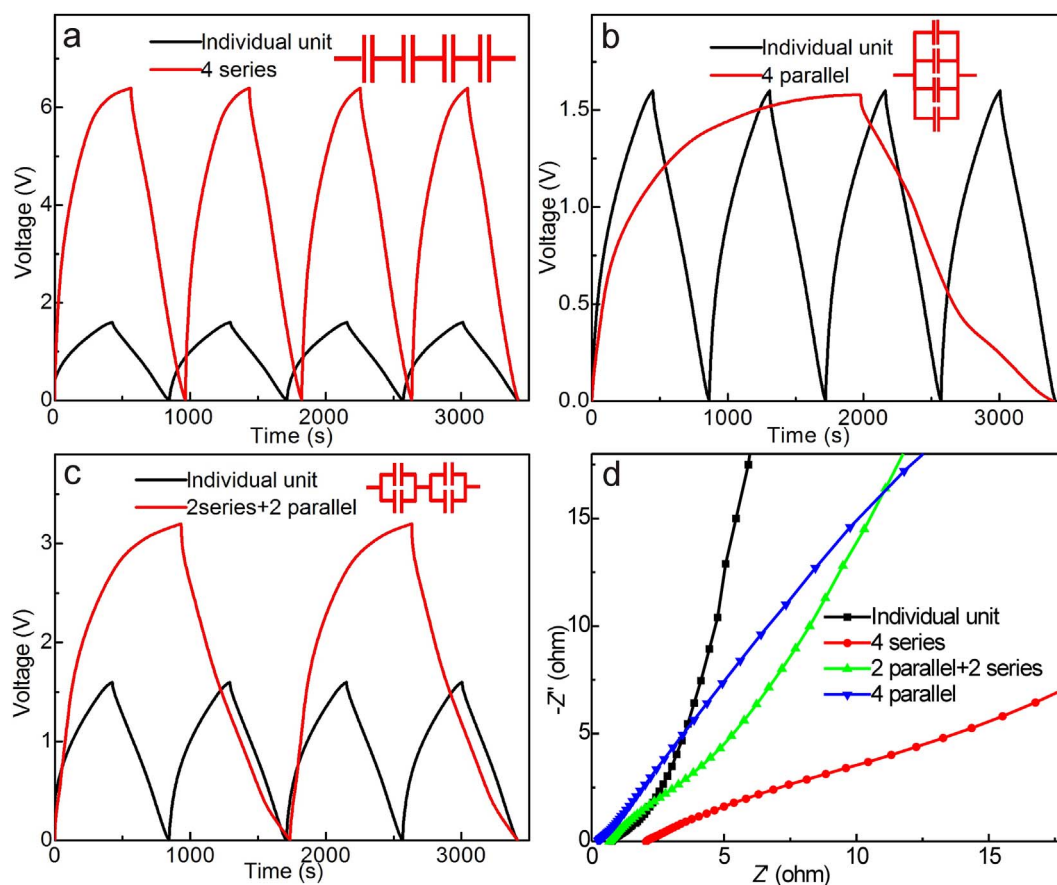 a
Individual unit
4 series
6
4
2
0
Voltage (V)
0
1000
2000
3000
Time (s)
b
Individual unit
4 parallel
1.5
1.0
0.5
0.0
Voltage (V)
0
1000
2000
3000
Time (s)
c
Individual unit
2series+2 parallel
3
2
1
0
Voltage (V)
0
1000
2000
3000
Time (s)
d
15
10
5
0
-Z'' (ohm)
Individual unit
4 series
2 parallel+2 series
4 parallel
0
5
10
15
Z' (ohm)